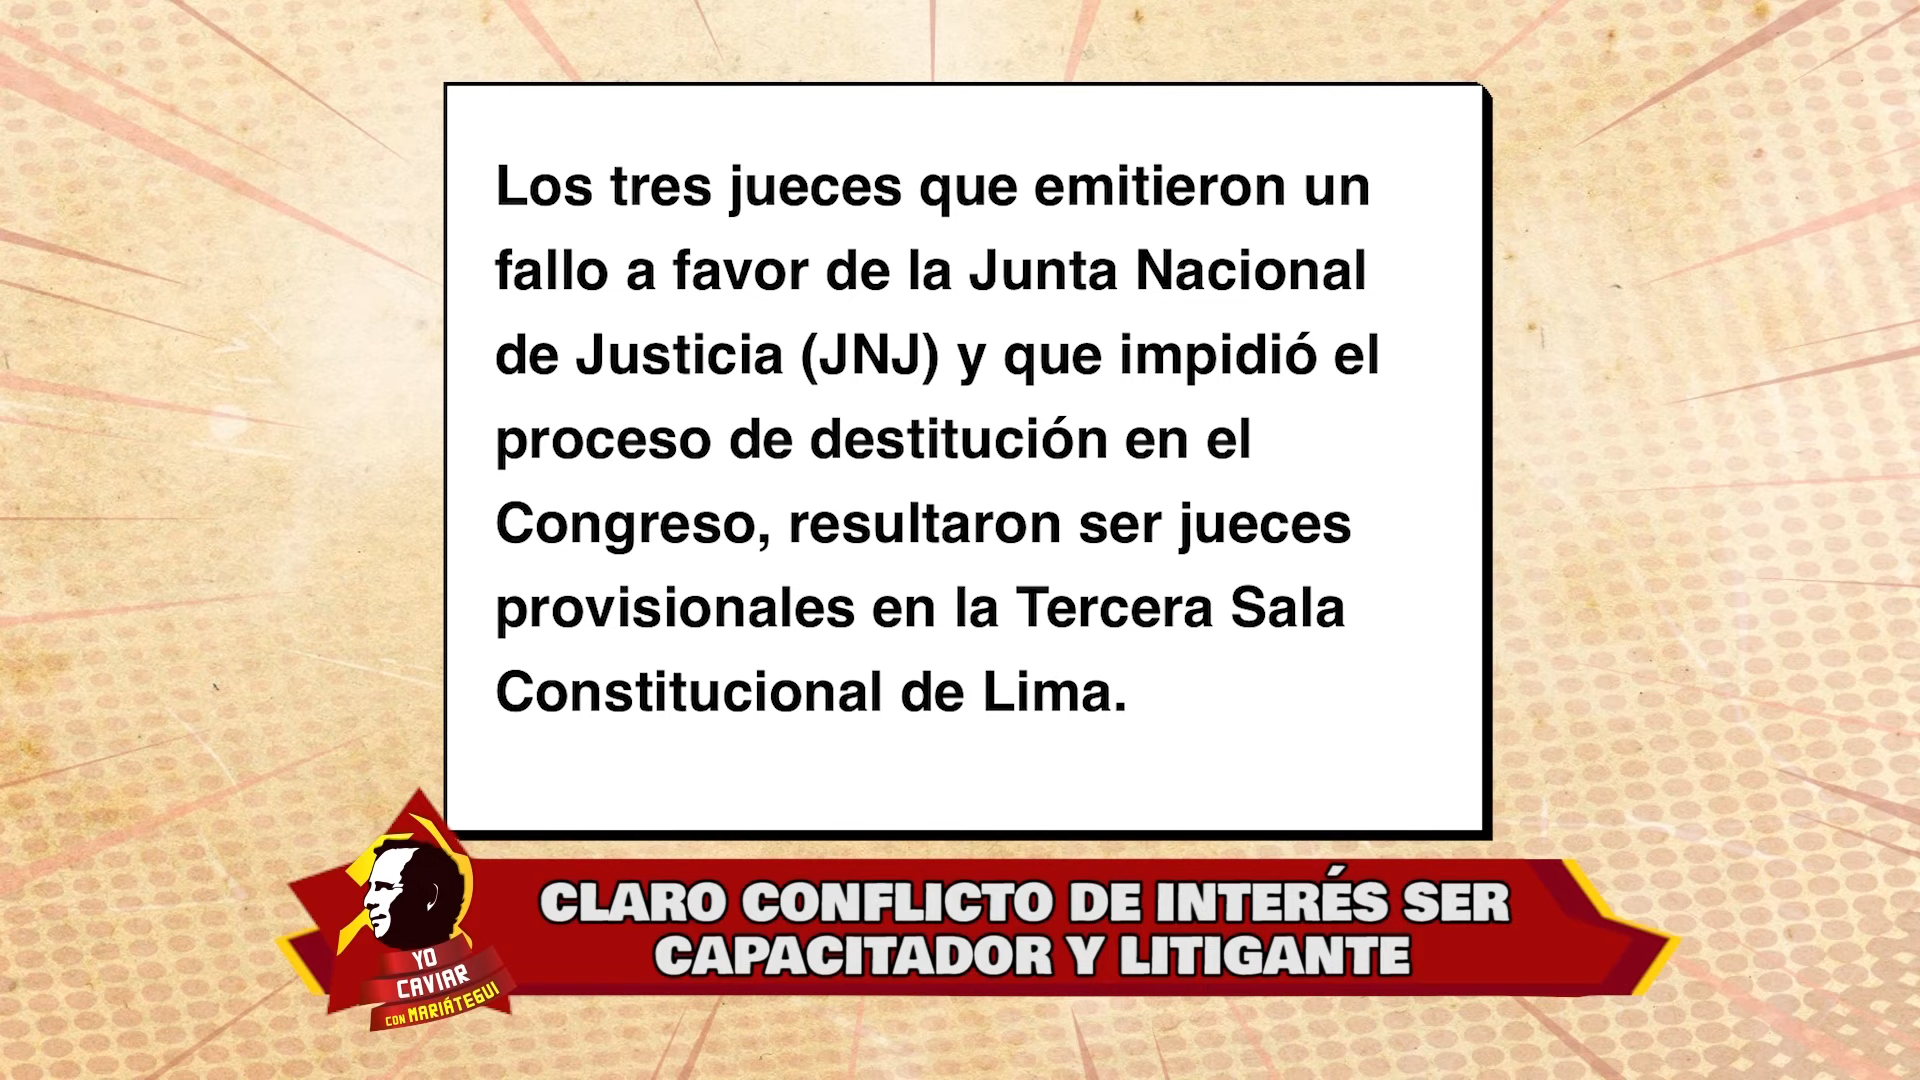 Los tres jueces que emitieron un
fallo a favor de la Junta Nacional
de Justicia (JNJ) y que impidió el
proceso de destitución en el
Congreso, resultaron ser jueces
provisionales en la Tercera Sala
Constitucional de Lima.
CLARO CONFLICTO DE INTERÉS SER
CAPACITADOR Y LITIGANTE
YO
CAVIAR
CON MARIÁTEGUI